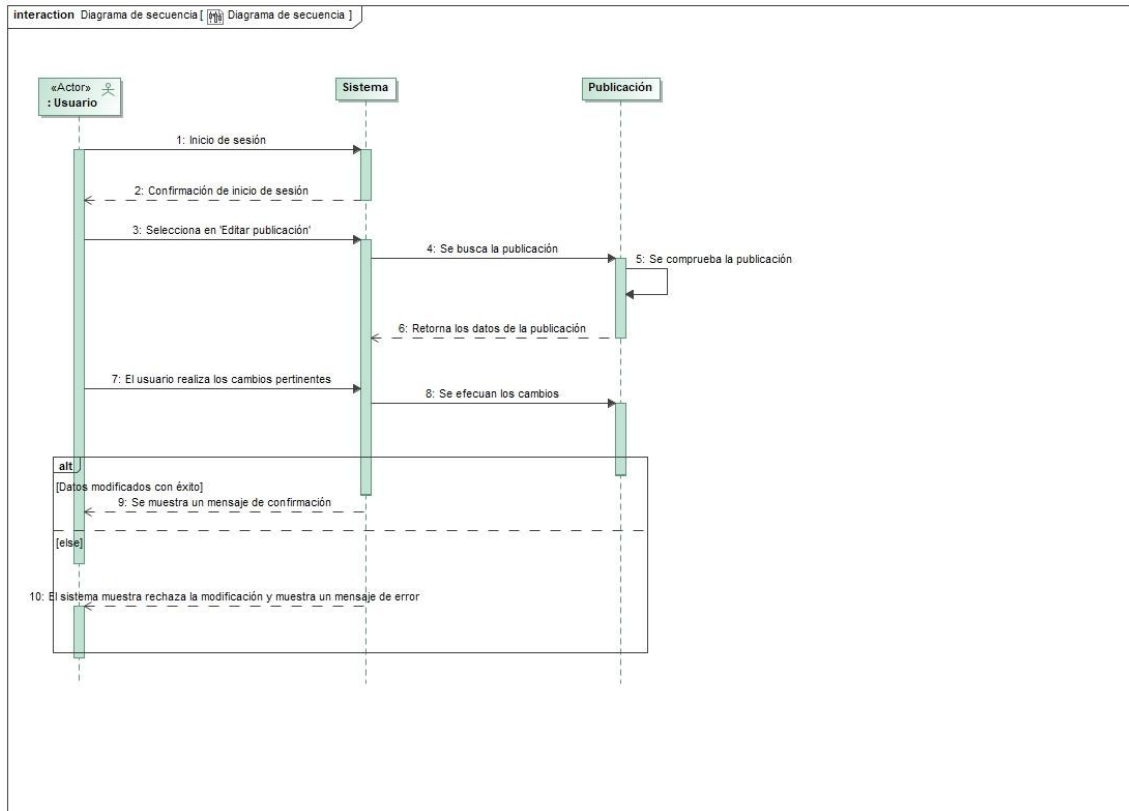 interaction Diagrama de secuencia [ Diagrama de secuencia ]
«Actor»
: Usuario
Sistema
Publicación
1: Inicio de sesión
2: Confirmación de inicio de sesión
3: Selecciona en 'Editar publicación'
4: Se busca la publicación
5: Se comprueba la publicación
6: Retorna los datos de la publicación
7: El usuario realiza los cambios pertinentes
8: Se efecuan los cambios
alt
[Datos modificados con éxito]
9: Se muestra un mensaje de confirmación
[else]
10: El sistema muestra rechaza la modificación y muestra un mensaje de error